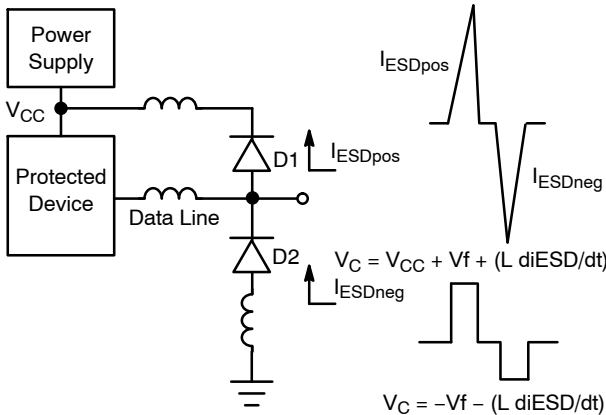 Power
Supply
V_CC
Protected
Device
Data Line
D1
I_ESDpos
D2
I_ESDneg
I_ESDpos
I_ESDneg
V_C = V_CC + Vf + (L diESD/dt)
V_C = −Vf − (L diESD/dt)